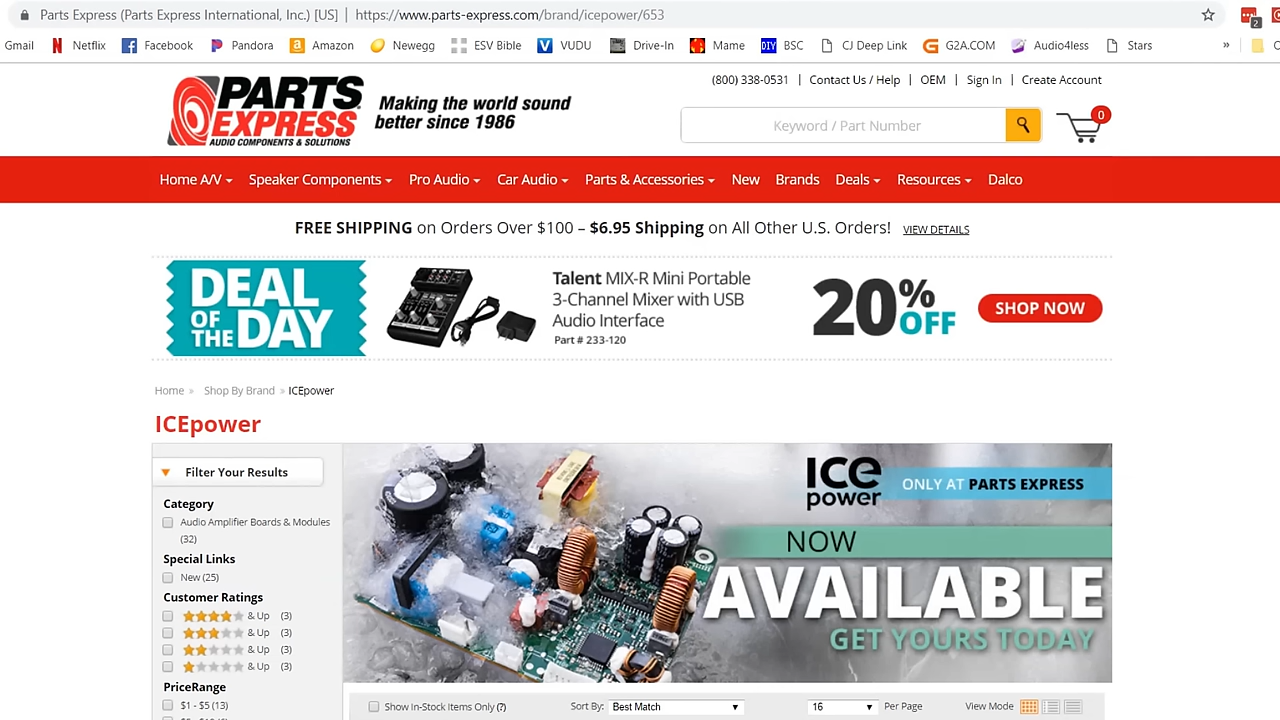 Parts Express (Parts Express International, Inc.) [US] | https://www.parts-express.com/brand/icepower/653
2
Gmail Netflix Facebook Pandora Amazon Newegg ESV Bible VUDU Drive-In Mame DIY BSC CJ Deep Link G2A.COM Audio4less Stars »
PARTS EXPRESS
AUDIO COMPONENTS & SOLUTIONS
Making the world sound
better since 1986
(800) 338-0531 | Contact Us / Help | OEM | Sign In | Create Account
Keyword / Part Number
0
Home A/V Speaker Components Pro Audio Car Audio Parts & Accessories New Brands Deals Resources Dalco
FREE SHIPPING on Orders Over $100 – $6.95 Shipping on All Other U.S. Orders! VIEW DETAILS
DEAL
OF THE DAY
Talent MIX-R Mini Portable
3-Channel Mixer with USB
Audio Interface
Part # 233-120
20% OFF
SHOP NOW
Home » Shop By Brand » ICEpower
ICEpower
Filter Your Results
Category
Audio Amplifier Boards & Modules
(32)
Special Links
New (25)
Customer Ratings
& Up (3)
& Up (3)
& Up (3)
& Up (3)
PriceRange
$1 - $5 (13)
ICE
power
ONLY AT PARTS EXPRESS
NOW
AVAILABLE
GET YOURS TODAY
Show In-Stock Items Only (?) Sort By: Best Match 16 Per Page View Mode